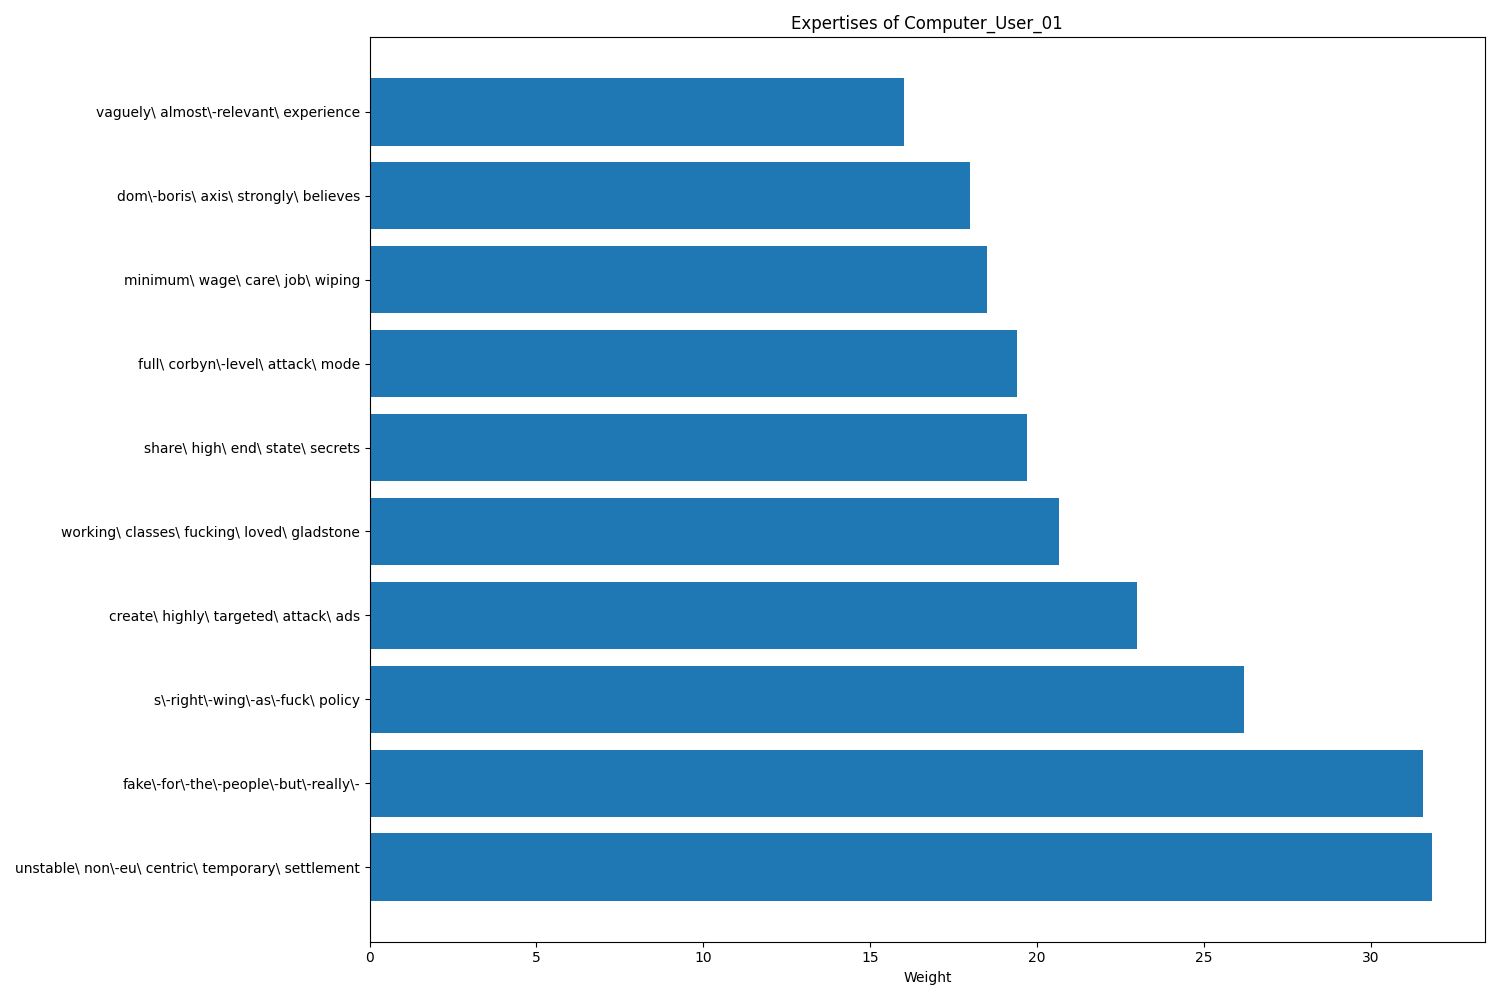 Expertises of Computer_User_01
vaguely\ almost\-relevant\ experience
dom\-boris\ axis\ strongly\ believes
minimum\ wage\ care\ job\ wiping
full\ corbyn\-level\ attack\ mode
share\ high\ end\ state\ secrets
working\ classes\ fucking\ loved\ gladstone
create\ highly\ targeted\ attack\ ads
s\-right\-wing\-as\-fuck\ policy
fake\-for\-the\-people\-but\-really\-
unstable\ non\-eu\ centric\ temporary\ settlement
0 5 10 15 20 25 30
Weight